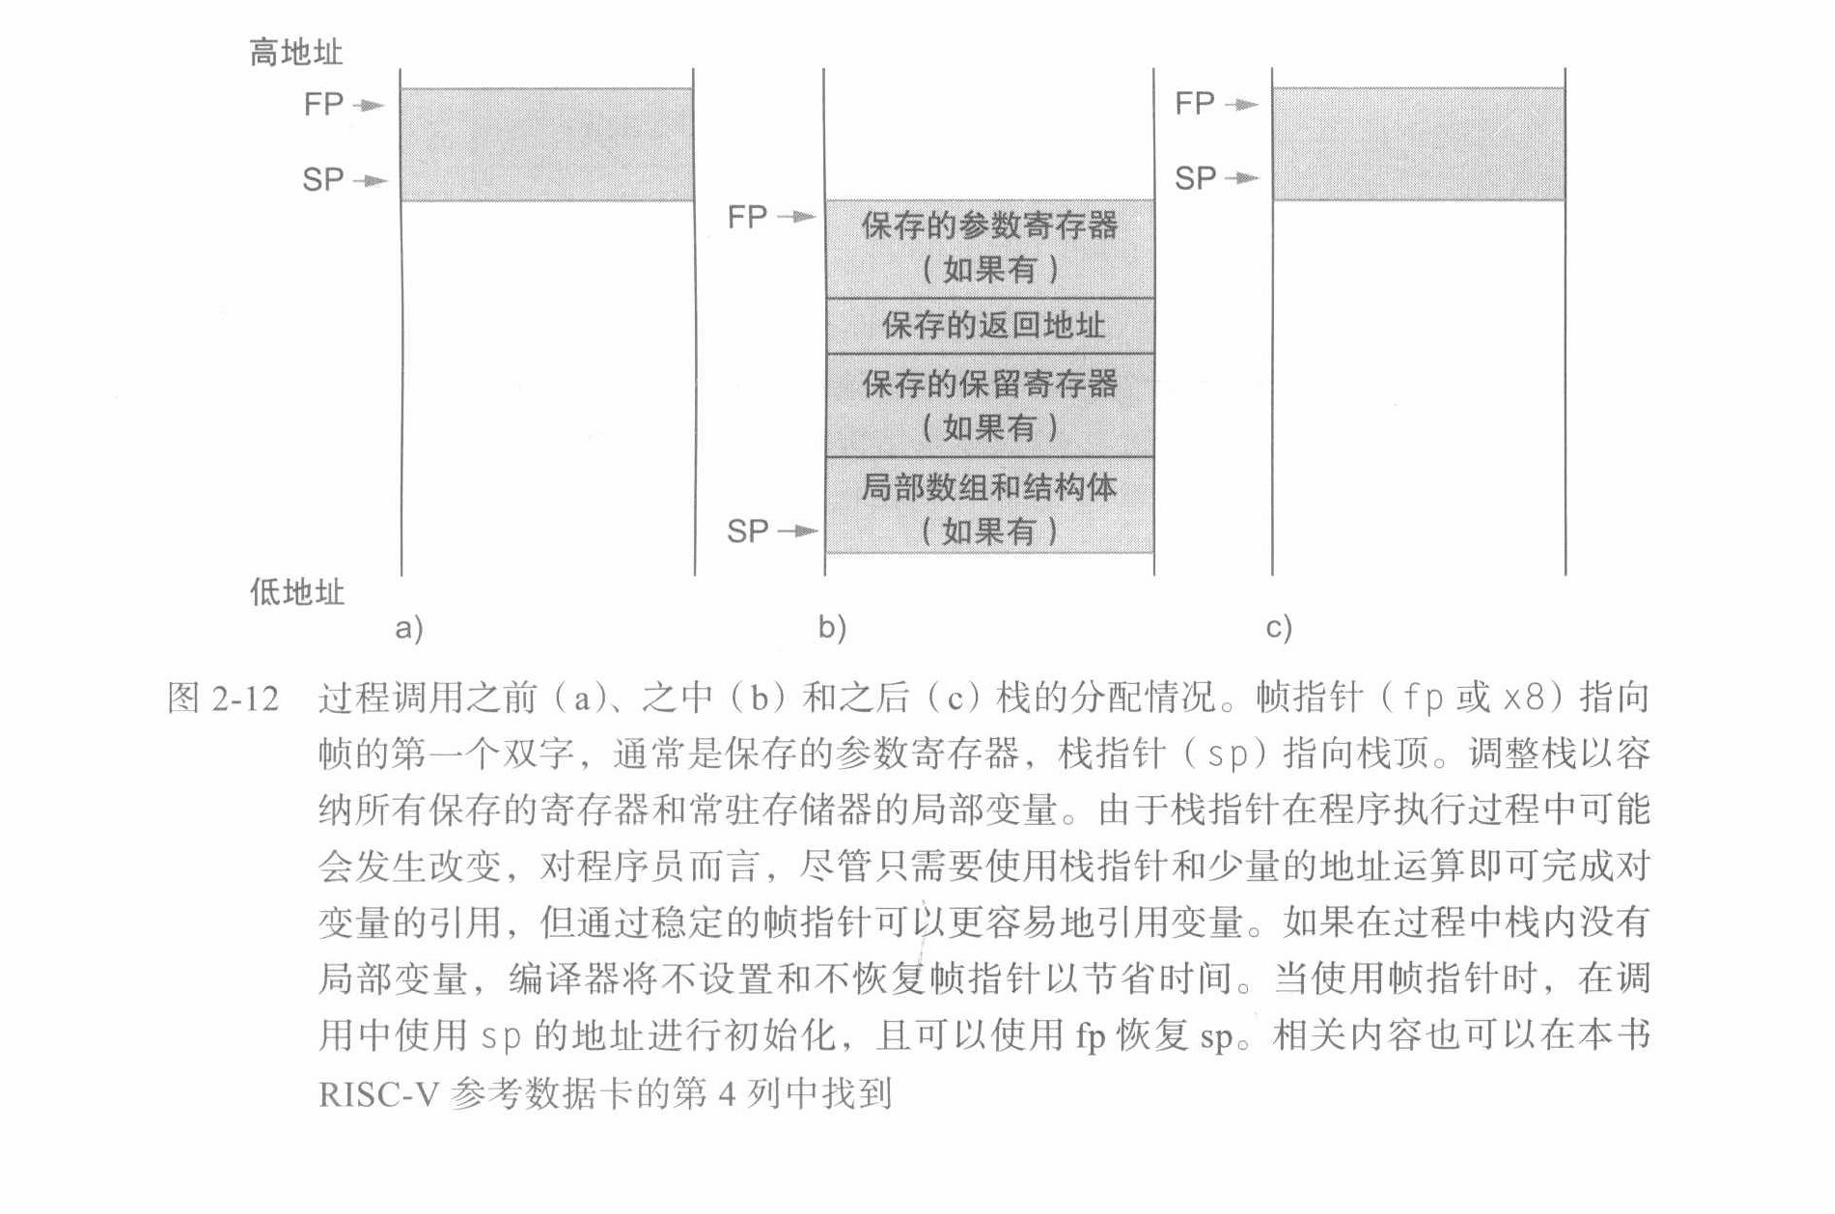 高地址
FP
SP
FP
保存的参数寄存器
（如果有）
保存的返回地址
保存的保留寄存器
（如果有）
局部数组和结构体
（如果有）
SP
FP
SP
低地址
a)
b)
c)
图 2-12 过程调用之前（a）、之中（b）和之后（c）栈的分配情况。帧指针（fp 或 x8）指向
帧的第一个双字，通常是保存的参数寄存器，栈指针（sp）指向栈顶。调整栈以容
纳所有保存的寄存器和常驻存储器的局部变量。由于栈指针在程序执行过程中可能
会发生改变，对程序员而言，尽管只需要使用栈指针和少量的地址运算即可完成对
变量的引用，但通过稳定的帧指针可以更容易地引用变量。如果在过程中栈内没有
局部变量，编译器将不设置和不恢复帧指针以节省时间。当使用帧指针时，在调
用中使用 sp 的地址进行初始化，且可以使用 fp 恢复 sp。相关内容也可以在本书
RISC-V 参考数据卡的第 4 列中找到